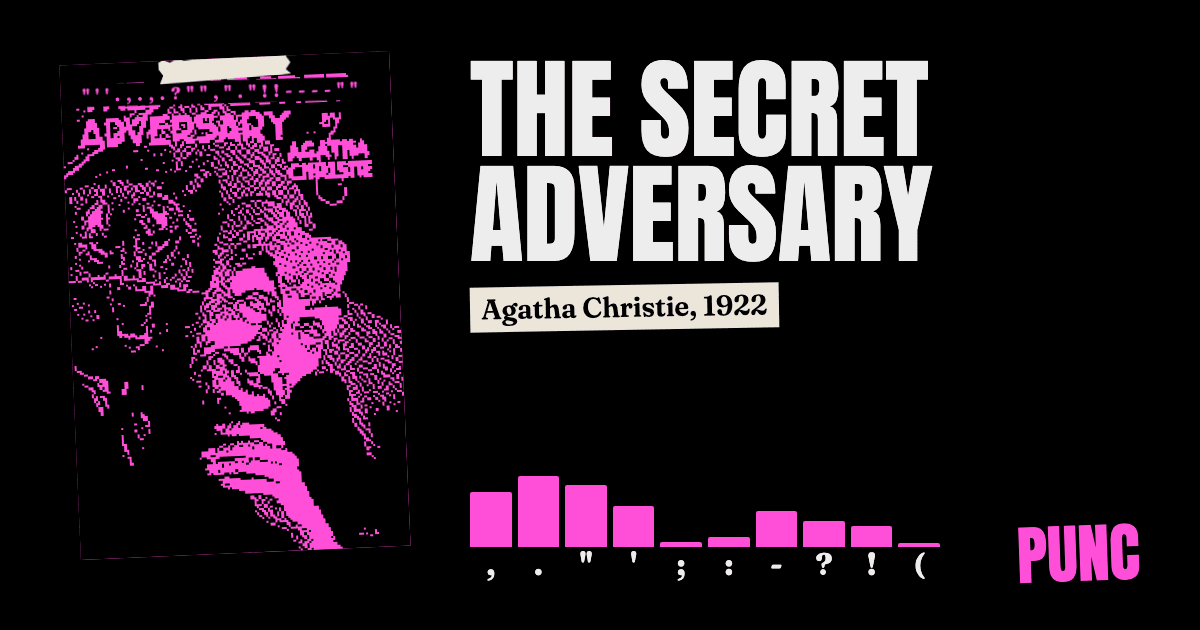 "'',.,, ?"",","!!----""
ADVERSARY BY
AGATHA
CHRISTIE
THE SECRET
ADVERSARY
Agatha Christie, 1922
, . " ' ; : - ? ! (
PUNC